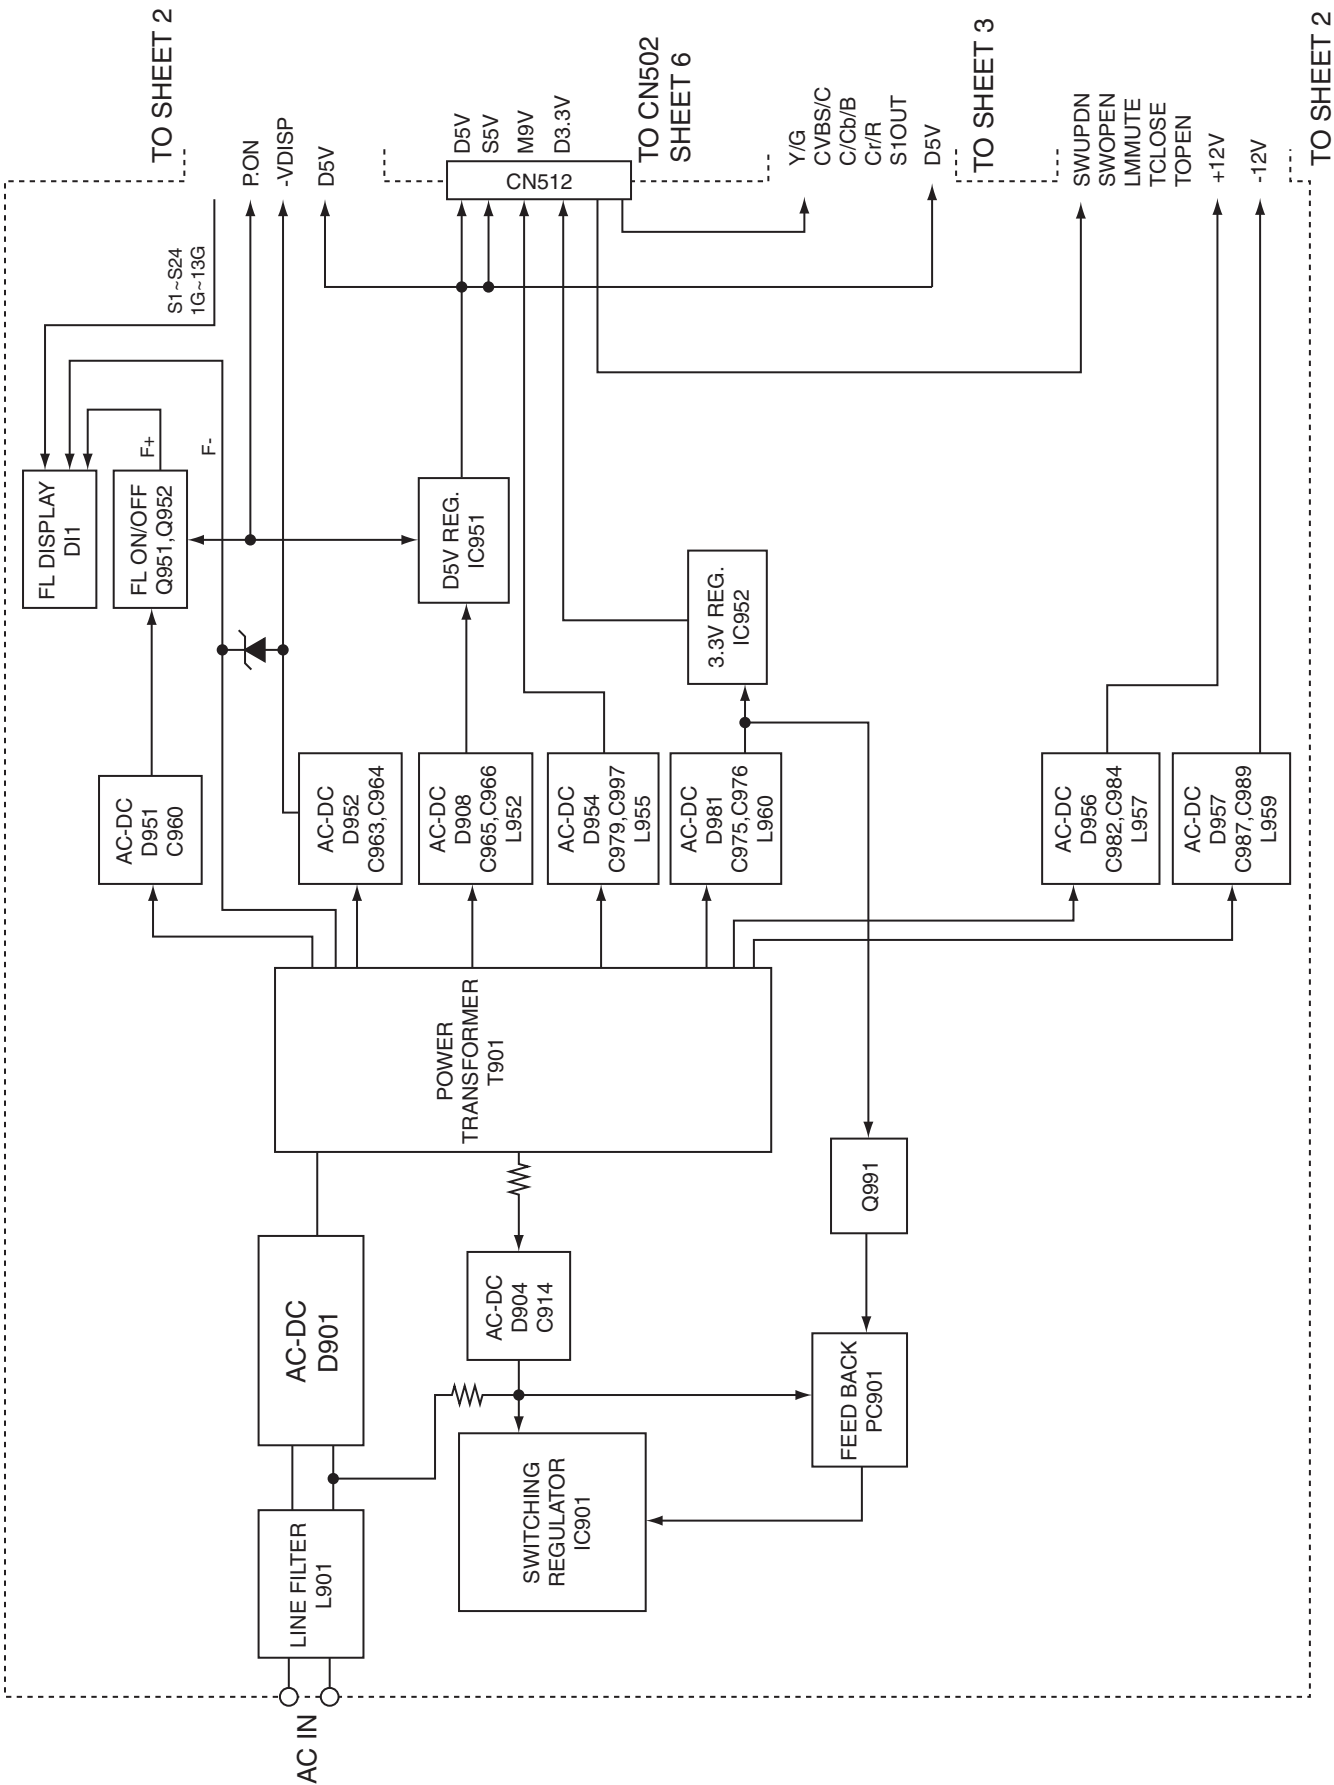 AC IN
LINE FILTER
L901
AC-DC
D901
SWITCHING
REGULATOR
IC901
AC-DC
D904
C914
FEED BACK
PC901
Q991
POWER
TRANSFORMER
T901
AC-DC
D951
C960
AC-DC
D952
C963,C964
AC-DC
D908
C965,C966
L952
AC-DC
D954
C979,C997
L955
AC-DC
D981
C975,C976
L960
AC-DC
D956
C982,C984
L957
AC-DC
D957
C987,C989
L959
FL DISPLAY
DI1
FL ON/OFF
Q951,Q952
F+
F-
D5V REG.
IC951
3.3V REG.
IC952
S1~S24
1G~13G
TO SHEET 2
P.ON
-VDISP
D5V
CN512
D5V
S5V
M9V
D3.3V
TO CN502
SHEET 6
Y/G
CVBS/C
C/Cb/B
Cr/R
S1OUT
D5V
TO SHEET 3
SWUPDN
SWOPEN
LMMUTE
TCLOSE
TOPEN
+12V
-12V
TO SHEET 2